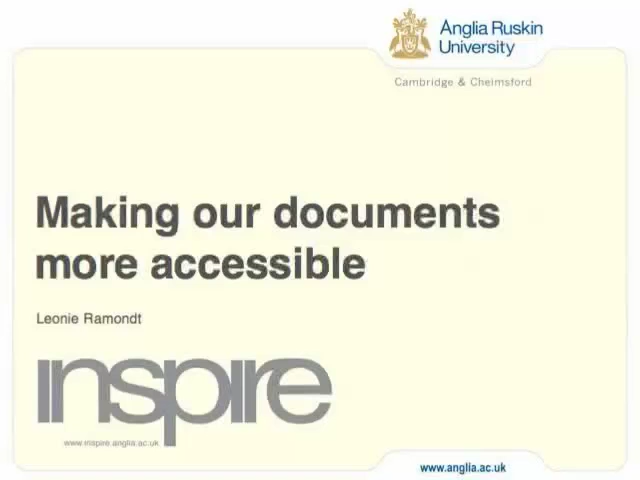 Anglia Ruskin
University
Cambridge & Chelmsford
Making our documents
more accessible
Leonie Ramondt
inspire
www.inspire.anglia.ac.uk
www.anglia.ac.uk